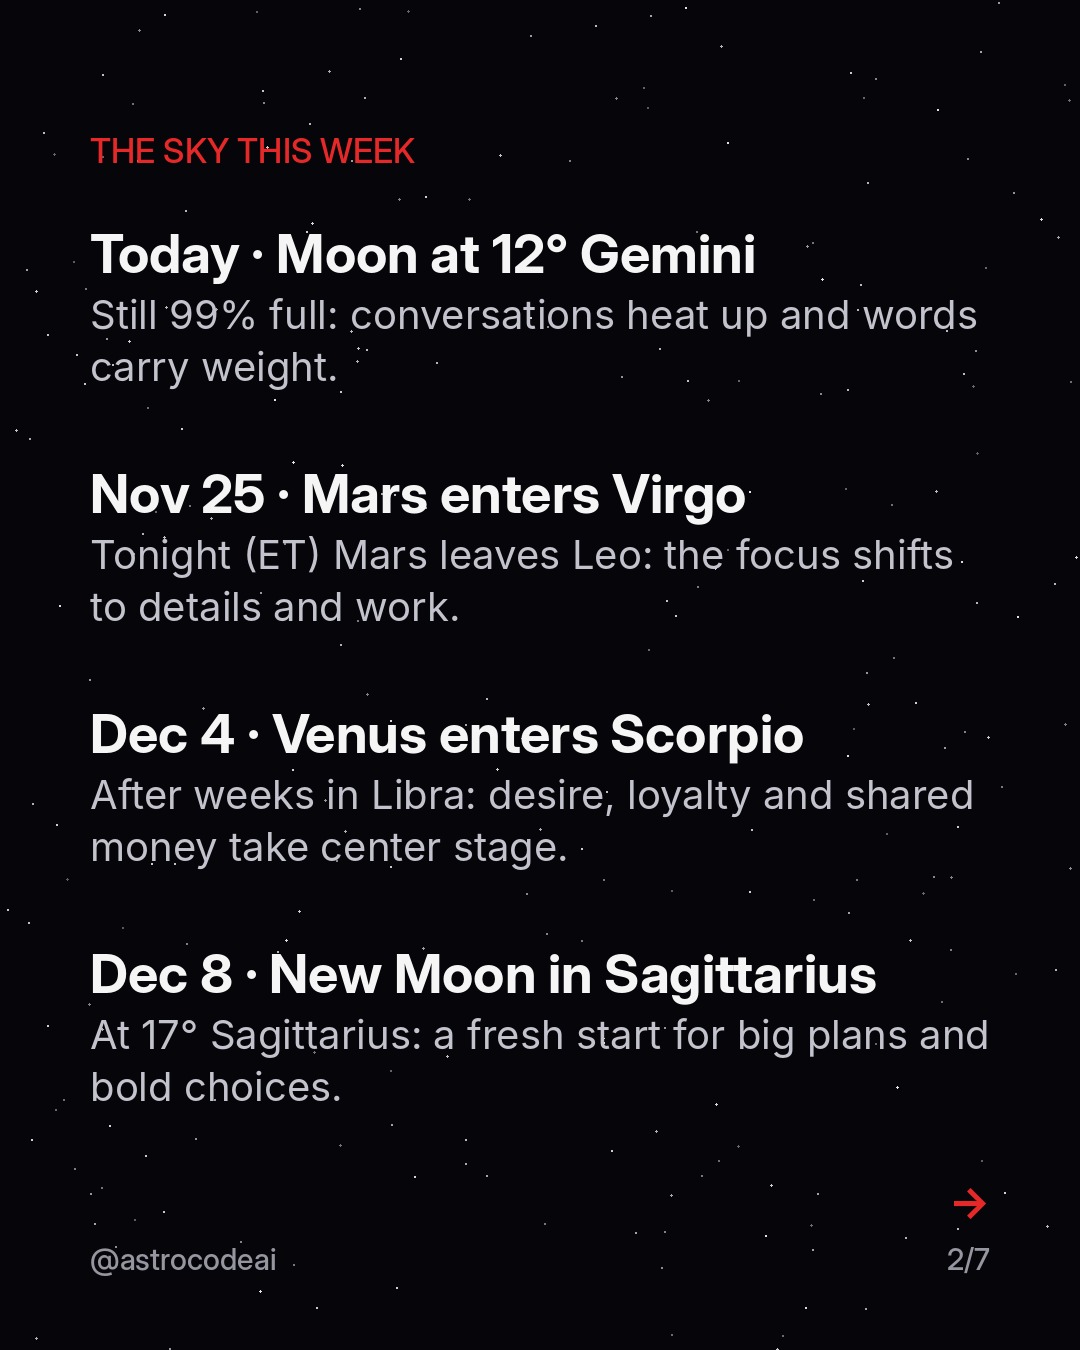 THE SKY THIS WEEK
Today · Moon at 12° Gemini
Still 99% full: conversations heat up and words
carry weight.
Nov 25 · Mars enters Virgo
Tonight (ET) Mars leaves Leo: the focus shifts
to details and work.
Dec 4 · Venus enters Scorpio
After weeks in Libra: desire, loyalty and shared
money take center stage.
Dec 8 · New Moon in Sagittarius
At 17° Sagittarius: a fresh start for big plans and
bold choices.
→
@astrocodeai
2/7